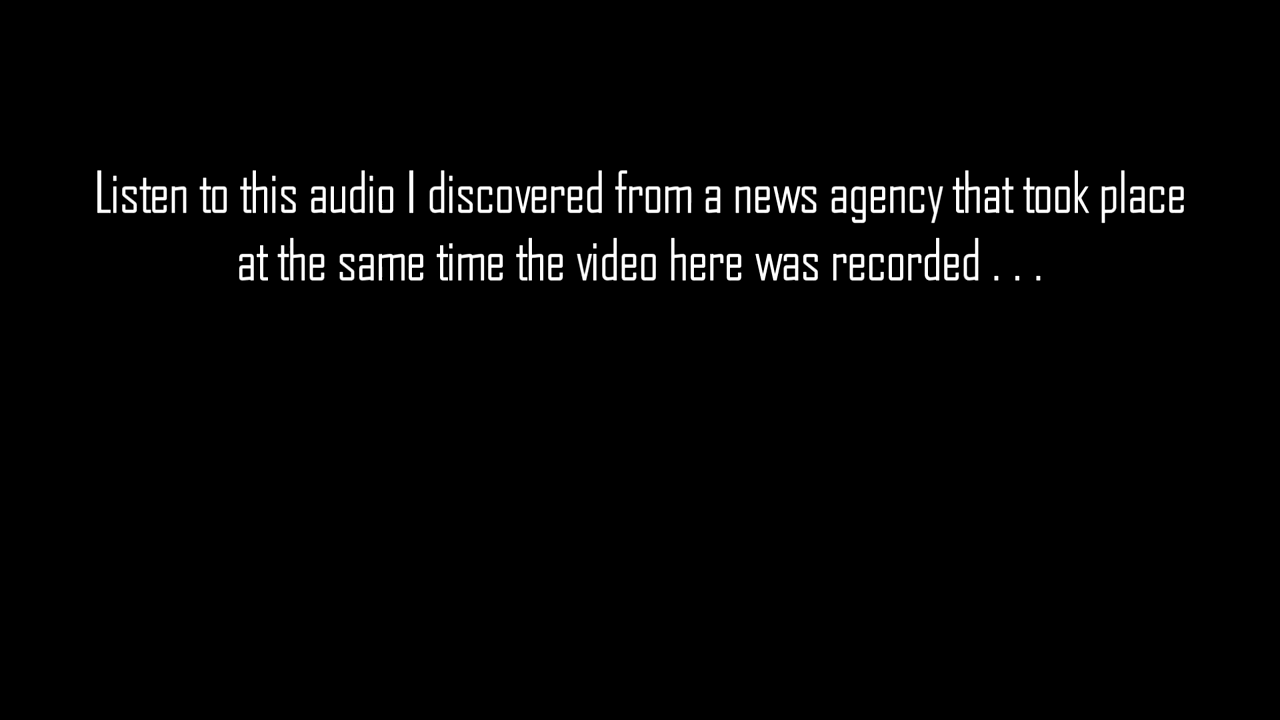 Listen to this audio I discovered from a news agency that took place
at the same time the video here was recorded . . .